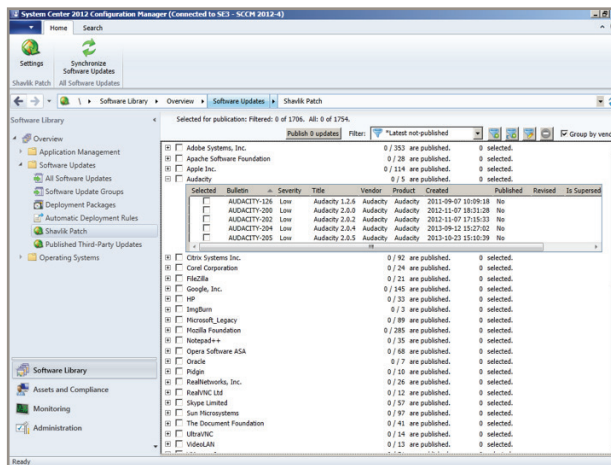 System Center 2012 Configuration Manager (Connected to SE3 - SCCM 2012-4)
Home Search
Settings
Synchronize Software Updates
Shavlik Patch All Software Updates
\ Software Library Overview Software Updates Shavlik Patch
Software Library
Overview
Application Management
Software Updates
All Software Updates
Software Update Groups
Deployment Packages
Automatic Deployment Rules
Shavlik Patch
Published Third-Party Updates
Operating Systems
Software Library
Assets and Compliance
Monitoring
Administration
Selected for publication: Filtered: 0 of 1706. All: 0 of 1754.
Publish 0 updates Filter: *Latest not-published Group by vend
Adobe Systems, Inc. 0 / 353 are published. 0 selected.
Apache Software Foundation 0 / 28 are published. 0 selected.
Apple Inc. 0 / 114 are published. 0 selected.
Audacity 0 / 5 are published. 0 selected.
Selected Bulletin Severity Title Vendor Product Created Published Revised Is Supersed
AUDACITY-126 Low Audacity 1.2.6 Audacity Audacity 2011-09-07 10:09:18 No
AUDACITY-200 Low Audacity 2.0.0 Audacity Audacity 2012-11-07 18:31:28 No
AUDACITY-202 Low Audacity 2.0.2 Audacity Audacity 2012-11-07 17:15:33 No
AUDACITY-204 Low Audacity 2.0.4 Audacity Audacity 2013-09-12 15:27:02 No
AUDACITY-205 Low Audacity 2.0.5 Audacity Audacity 2013-10-23 15:10:39 No
Citrix Systems Inc. 0 / 92 are published. 0 selected.
Corel Corporation 0 / 24 are published. 0 selected.
FileZilla 0 / 21 are published. 0 selected.
Google, Inc. 0 / 145 are published. 0 selected.
HP 0 / 33 are published. 0 selected.
ImgBurn 0 / 3 are published. 0 selected.
Microsoft_Legacy 0 / 89 are published. 0 selected.
Mozilla Foundation 0 / 285 are published. 0 selected.
Notepad++ 0 / 35 are published. 0 selected.
Opera Software ASA 0 / 68 are published. 0 selected.
Oracle 0 / 7 are published. 0 selected.
Pidgin 0 / 10 are published. 0 selected.
RealNetworks, Inc. 0 / 26 are published. 0 selected.
RealVNC Ltd 0 / 12 are published. 0 selected.
Skype Limited 0 / 57 are published. 0 selected.
Sun Microsystems 0 / 97 are published. 0 selected.
The Document Foundation 0 / 41 are published. 0 selected.
UltraVNC 0 / 14 are published. 0 selected.
VideoLAN 0 / 13 are published. 0 selected.
Ready